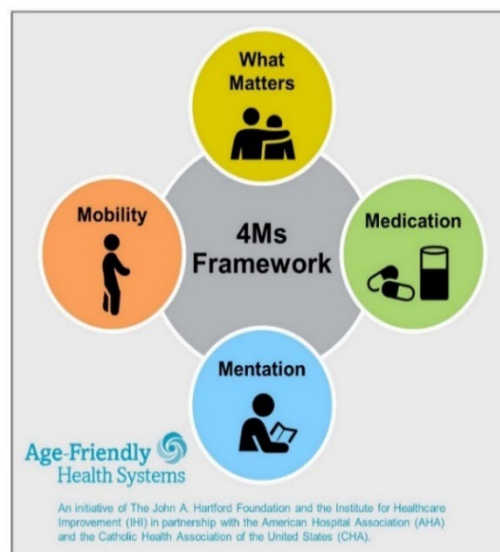 What
Matters
Mobility
4Ms
Framework
Medication
Mentation
Age-Friendly
Health Systems
An initiative of The John A. Hartford Foundation and the Institute for Healthcare
Improvement (IHI) in partnership with the American Hospital Association (AHA)
and the Catholic Health Association of the United States (CHA).